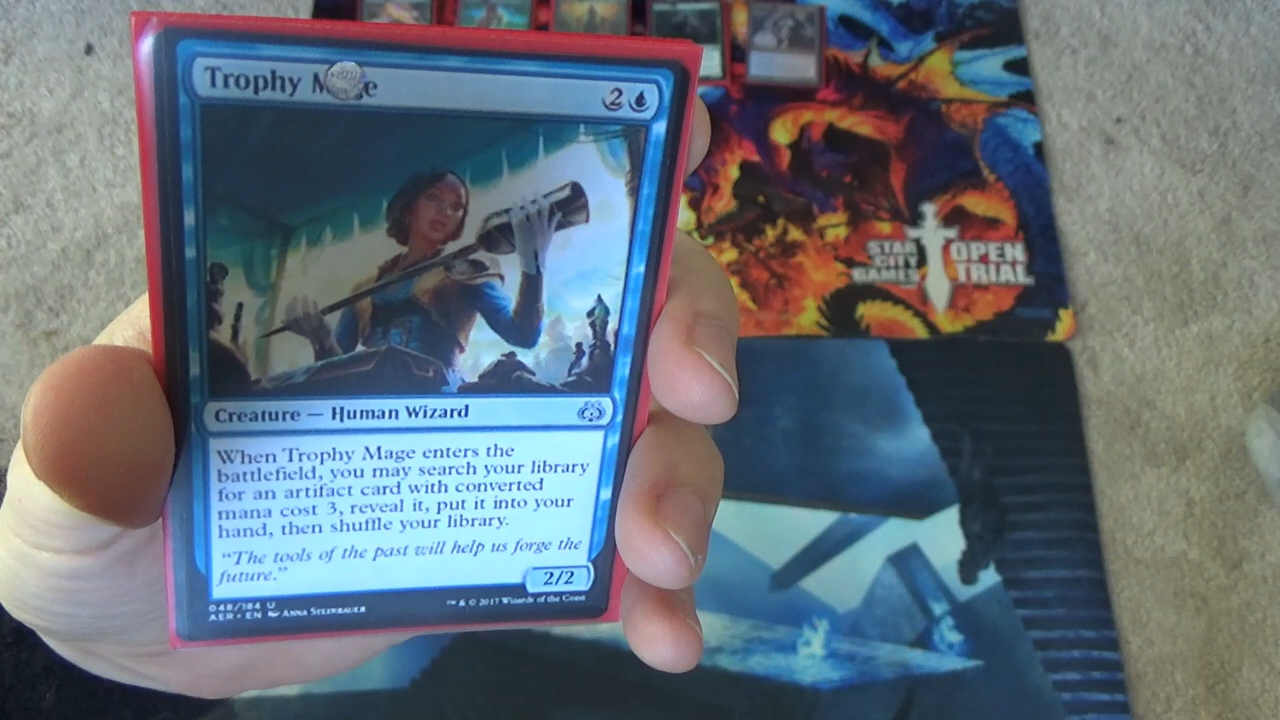 Trophy Mage
2
Creature — Human Wizard
When Trophy Mage enters the
battlefield, you may search your library
for an artifact card with converted
mana cost 3, reveal it, put it into your
hand, then shuffle your library.
"The tools of the past will help us forge the
future."
2/2
048/184 U
AER • EN Anna Steinbauer
™ & © 2017 Wizards of the Coast
STAR
CITY
GAMES
OPEN
TRIAL